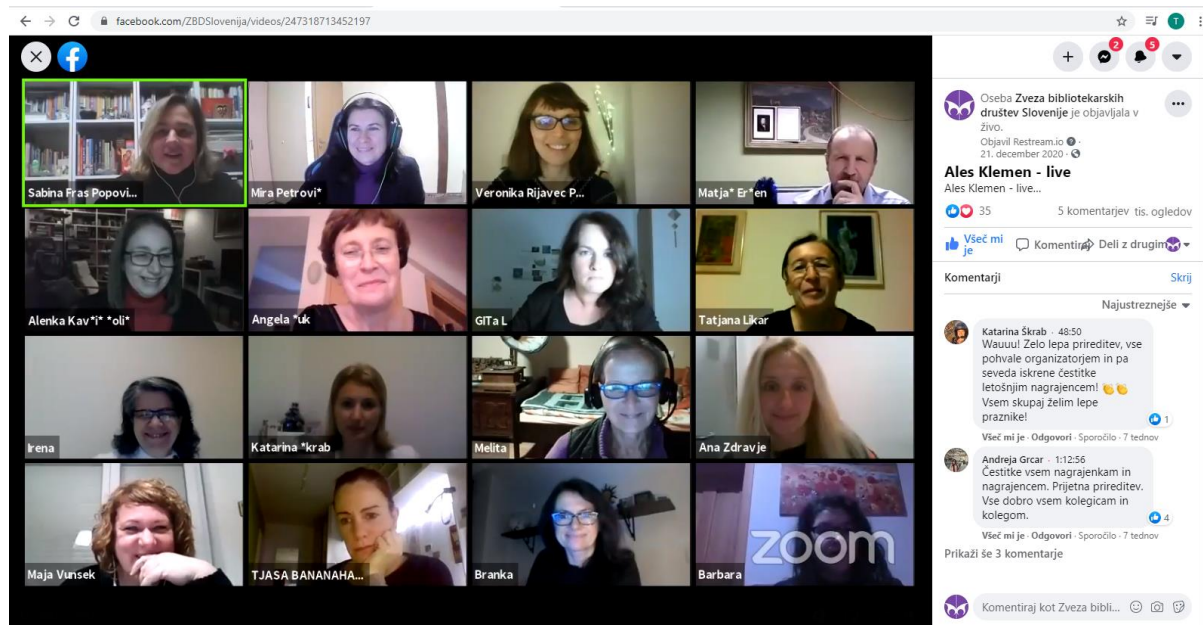 facebook.com/ZBDSlovenija/videos/247318713452197
T
2
5
Sabina Fras Popovi...
Mira Petrovi*
Veronika Rijavec P...
Matja* Er*en
Alenka Kav*i* *oli*
Angela *uk
GITa L
Tatjana Likar
Irena
Katarina *krab
Melita
Ana Zdravje
Maja Vunsek
TJASA BANANAHA...
Branka
Barbara
zoom
Oseba Zveza bibliotekarskih
društev Slovenije je objavljala v
živo.
Objavil Restream.io
21. december 2020
Ales Klemen - live
Ales Klemen - live...
35
5 komentarjev tis. ogledov
Všeč mi
je
Komentiraj
Deli z drugimi
Komentarji
Skrij
Najustreznejše
Katarina Škrab · 48:50
Wauuu! Zelo lepa prireditev, vse
pohvale organizatorjem in pa
seveda iskrene čestitke
letošnjim nagrajencem! 👏👏
Vsem skupaj želim lepe
praznike!
1
Všeč mi je · Odgovori · Sporočilo · 7 tednov
Andreja Grcar · 1:12:56
Čestitke vsem nagrajenkam in
nagrajencem. Prijetna prireditev.
Vse dobro vsem kolegicam in
kolegom.
4
Všeč mi je · Odgovori · Sporočilo · 7 tednov
Prikaži še 3 komentarje
Komentiraj kot Zveza bibli...